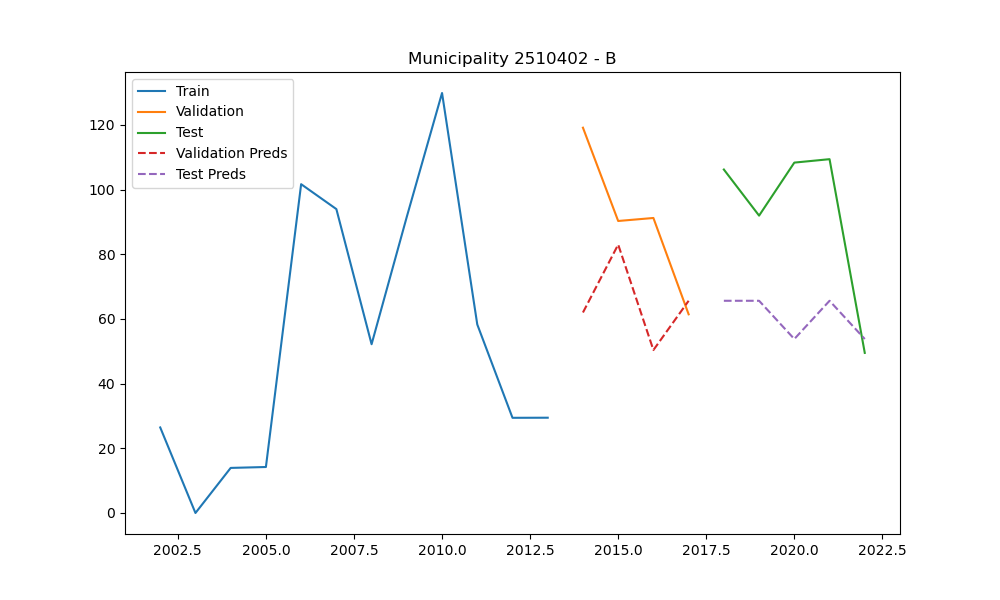 Municipality 2510402 - B
Train
Validation
Test
Validation Preds
Test Preds
120
100
80
60
40
20
0
2002.5 2005.0 2007.5 2010.0 2012.5 2015.0 2017.5 2020.0 2022.5